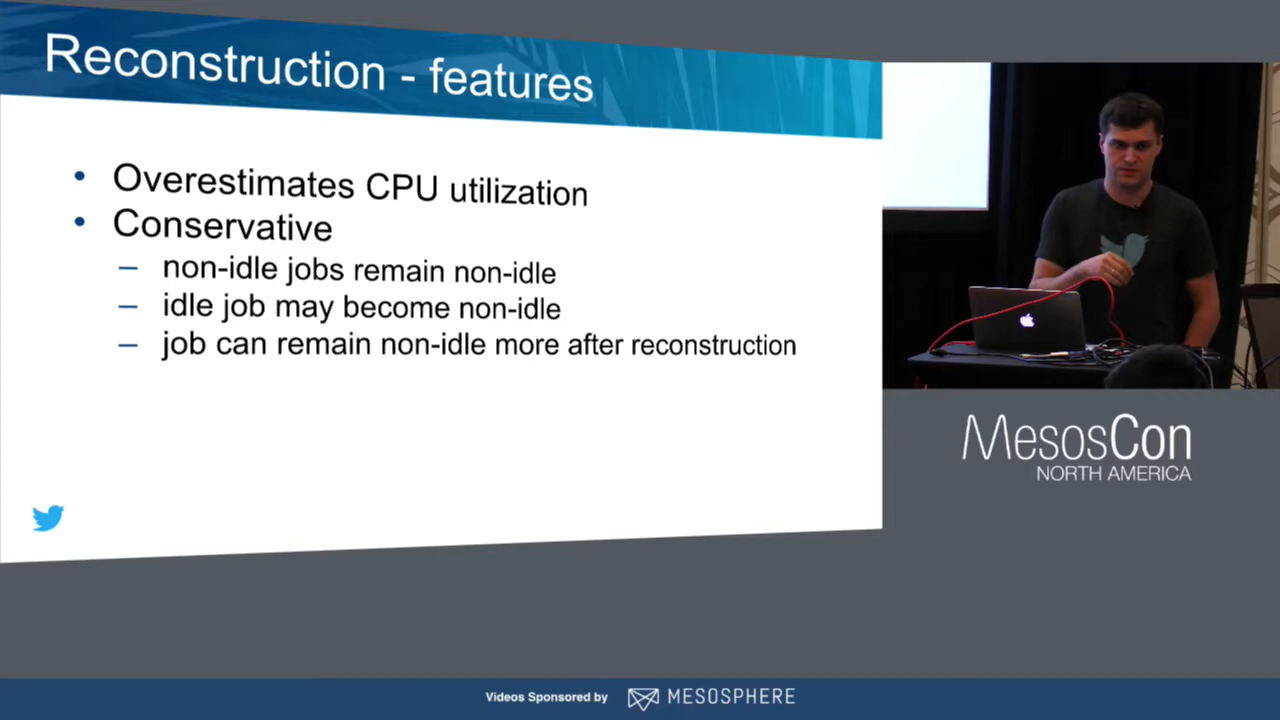 Reconstruction - features
• Overestimates CPU utilization
• Conservative
– non-idle jobs remain non-idle
– idle job may become non-idle
– job can remain non-idle more after reconstruction
MesosCon
NORTH AMERICA
Videos Sponsored by MESOSPHERE